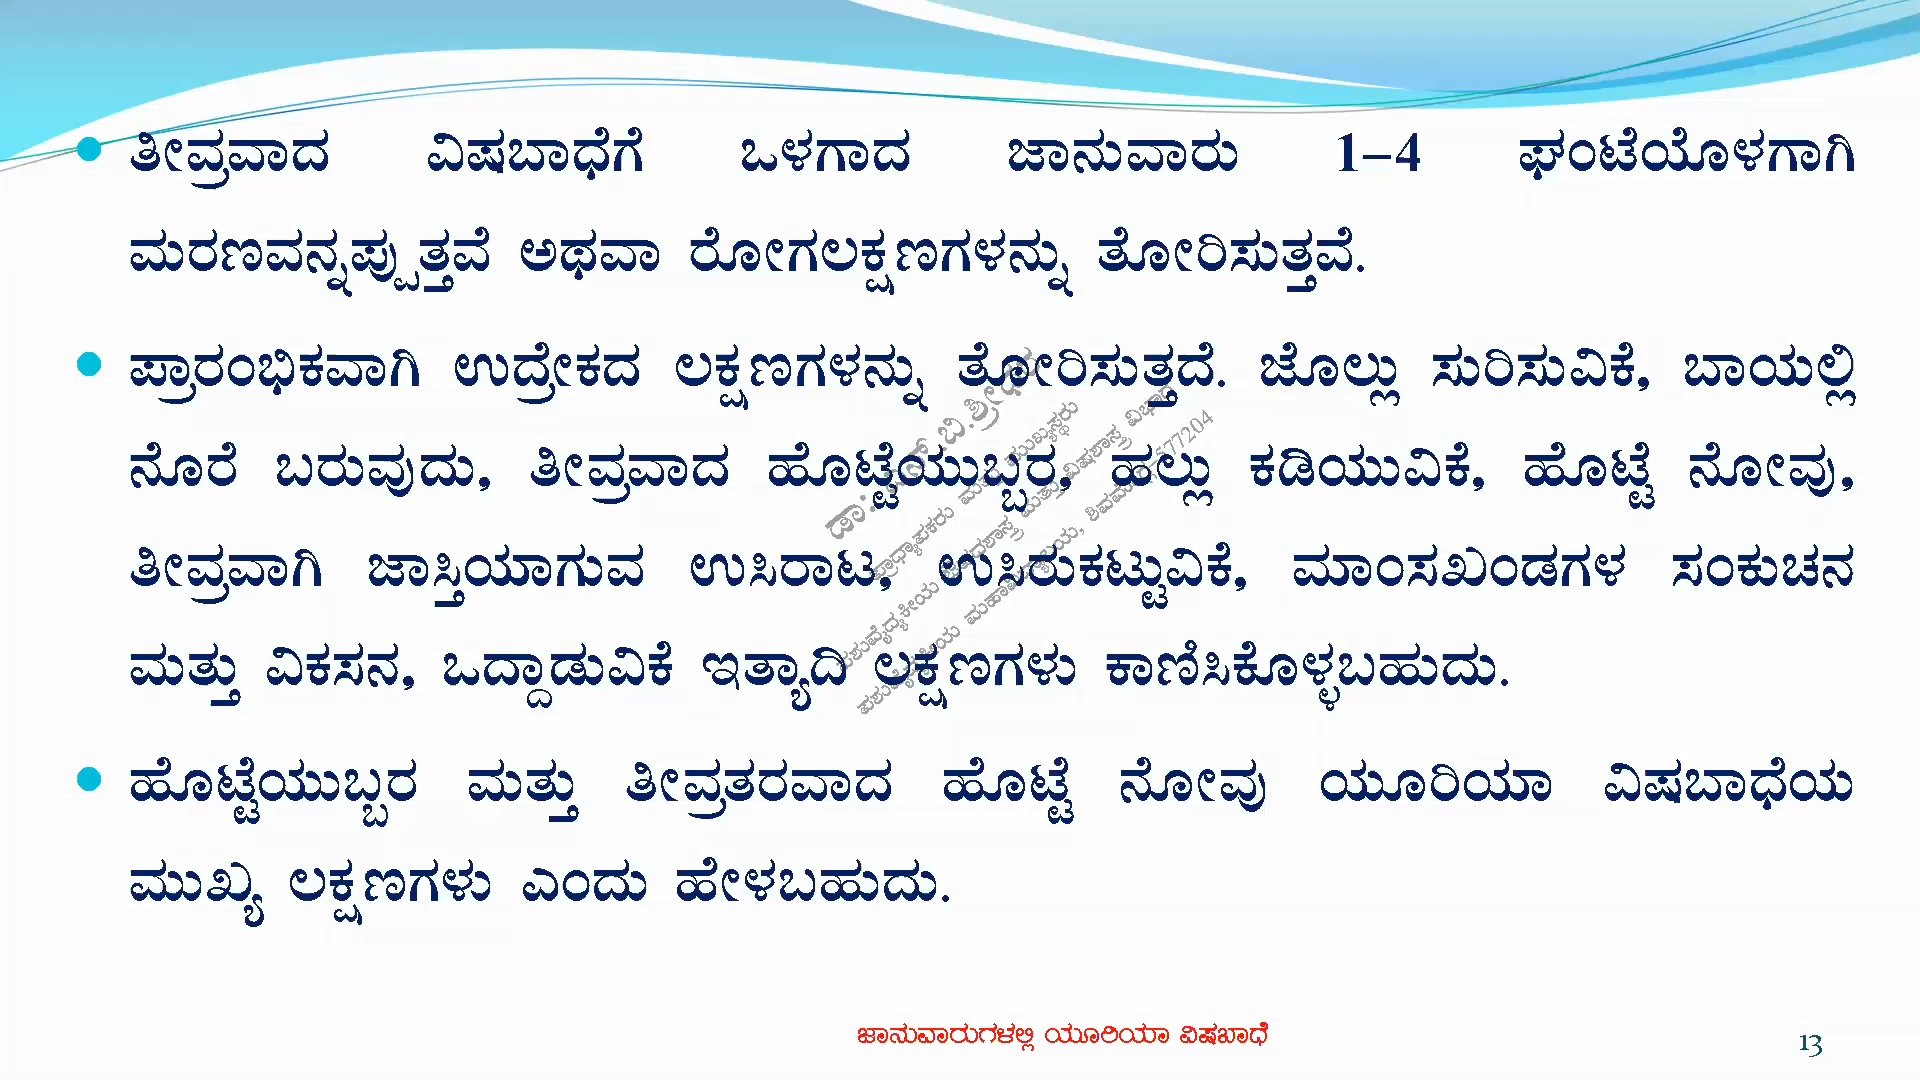 • ತೀವ್ರವಾದ ವಿಷಬಾಧೆಗೆ ಒಳಗಾದ ಜಾನುವಾರು 1–4 ಘಂಟೆಯೊಳಗಾಗಿ
ಮರಣವನ್ನಪ್ಪುತ್ತವೆ ಅಥವಾ ರೋಗಲಕ್ಷಣಗಳನ್ನು ತೋರಿಸುತ್ತವೆ.
• ಪ್ರಾರಂಭಿಕವಾಗಿ ಉದ್ರೇಕದ ಲಕ್ಷಣಗಳನ್ನು ತೋರಿಸುತ್ತದೆ. ಜೊಲ್ಲು ಸುರಿಸುವಿಕೆ, ಬಾಯಲ್ಲಿ
ನೊರೆ ಬರುವುದು, ತೀವ್ರವಾದ ಹೊಟ್ಟೆಯುಬ್ಬರ, ಹಲ್ಲು ಕಡಿಯುವಿಕೆ, ಹೊಟ್ಟೆ ನೋವು,
ತೀವ್ರವಾಗಿ ಜಾಸ್ತಿಯಾಗುವ ಉಸಿರಾಟ, ಉಸಿರುಕಟ್ಟುವಿಕೆ, ಮಾಂಸಖಂಡಗಳ ಸಂಕುಚನ
ಮತ್ತು ವಿಕಸನ, ಒದ್ದಾಡುವಿಕೆ ಇತ್ಯಾದಿ ಲಕ್ಷಣಗಳು ಕಾಣಿಸಿಕೊಳ್ಳಬಹುದು.
• ಹೊಟ್ಟೆಯುಬ್ಬರ ಮತ್ತು ತೀವ್ರತರವಾದ ಹೊಟ್ಟೆ ನೋವು ಯೂರಿಯಾ ವಿಷಬಾಧೆಯ
ಮುಖ್ಯ ಲಕ್ಷಣಗಳು ಎಂದು ಹೇಳಬಹುದು.
ಜಾನುವಾರುಗಳಲ್ಲಿ ಯೂರಿಯಾ ವಿಷಬಾಧೆ
13